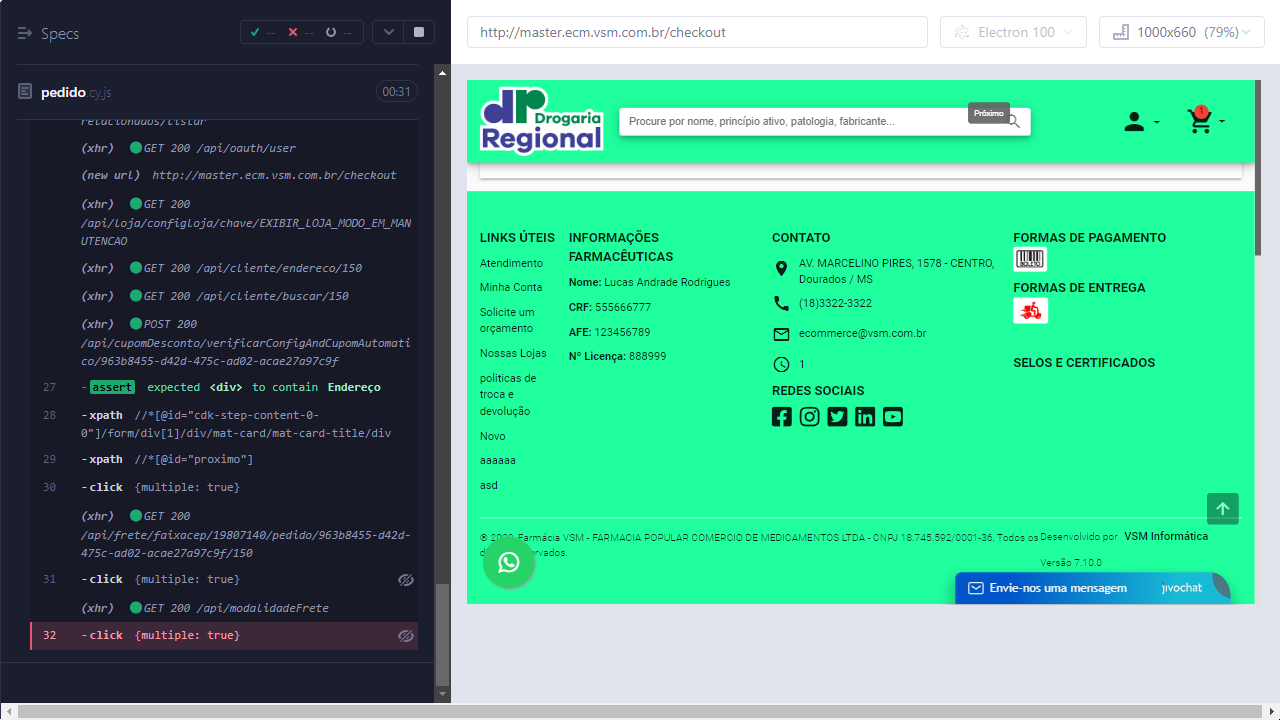 Specs
--
--
--
pedido.cy.js
00:31
relacionados/listar
(xhr) GET 200 /api/oauth/user
(new url) http://master.ecm.vsm.com.br/checkout
(xhr) GET 200
/api/loja/configLoja/chave/EXIBIR_LOJA_MODO_EM_MAN
UTENCAO
(xhr) GET 200 /api/cliente/endereco/150
(xhr) GET 200 /api/cliente/buscar/150
(xhr) POST 200
/api/cupomDesconto/verificarConfigAndCupomAutomati
co/963b8455-d42d-475c-ad02-acae27a97c9f
27 -assert expected <div> to contain Endereço
28 -xpath //*[@id="cdk-step-content-0-
0"]/form/div[1]/div/mat-card/mat-card-title/div
29 -xpath //*[@id="proximo"]
30 -click {multiple: true}
(xhr) GET 200
/api/frete/faixacep/19807140/pedido/963b8455-d42d-
475c-ad02-acae27a97c9f/150
31 -click {multiple: true}
(xhr) GET 200 /api/modalidadeFrete
32 -click {multiple: true}
http://master.ecm.vsm.com.br/checkout
Electron 100
1000x660 (79%)
dr Drogaria
Regional
Procure por nome, princípio ativo, patologia, fabricante...
Próximo
1
LINKS ÚTEIS
Atendimento
Minha Conta
Solicite um
orçamento
Nossas Lojas
politicas de
troca e
devolução
Novo
aaaaaa
asd
INFORMAÇÕES
FARMACÊUTICAS
Nome: Lucas Andrade Rodrigues
CRF: 555666777
AFE: 123456789
Nº Licença: 888999
CONTATO
AV. MARCELINO PIRES, 1578 - CENTRO,
Dourados / MS
(18)3322-3322
ecommerce@vsm.com.br
1
REDES SOCIAIS
FORMAS DE PAGAMENTO
BOLETO
FORMAS DE ENTREGA
SELOS E CERTIFICADOS
Farmácia VSM - FARMACIA POPULAR COMERCIO DE MEDICAMENTOS LTDA - CNPJ 18.745.592/0001-36, Todos os
Desenvolvido por VSM Informática
Versão 7.10.0
Envie-nos uma mensagem
jivochat